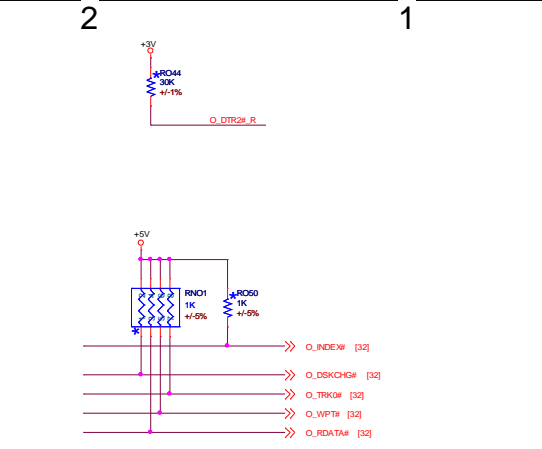 2 1
+3V
RO44
30K
+/-1%
O_DTR2#_R
+5V
RNO1
1K
+/-5%
RO50
1K
+/-5%
O_INDEX# [32]
O_DSKCHG# [32]
O_TRK0# [32]
O_WPT# [32]
O_RDATA# [32]